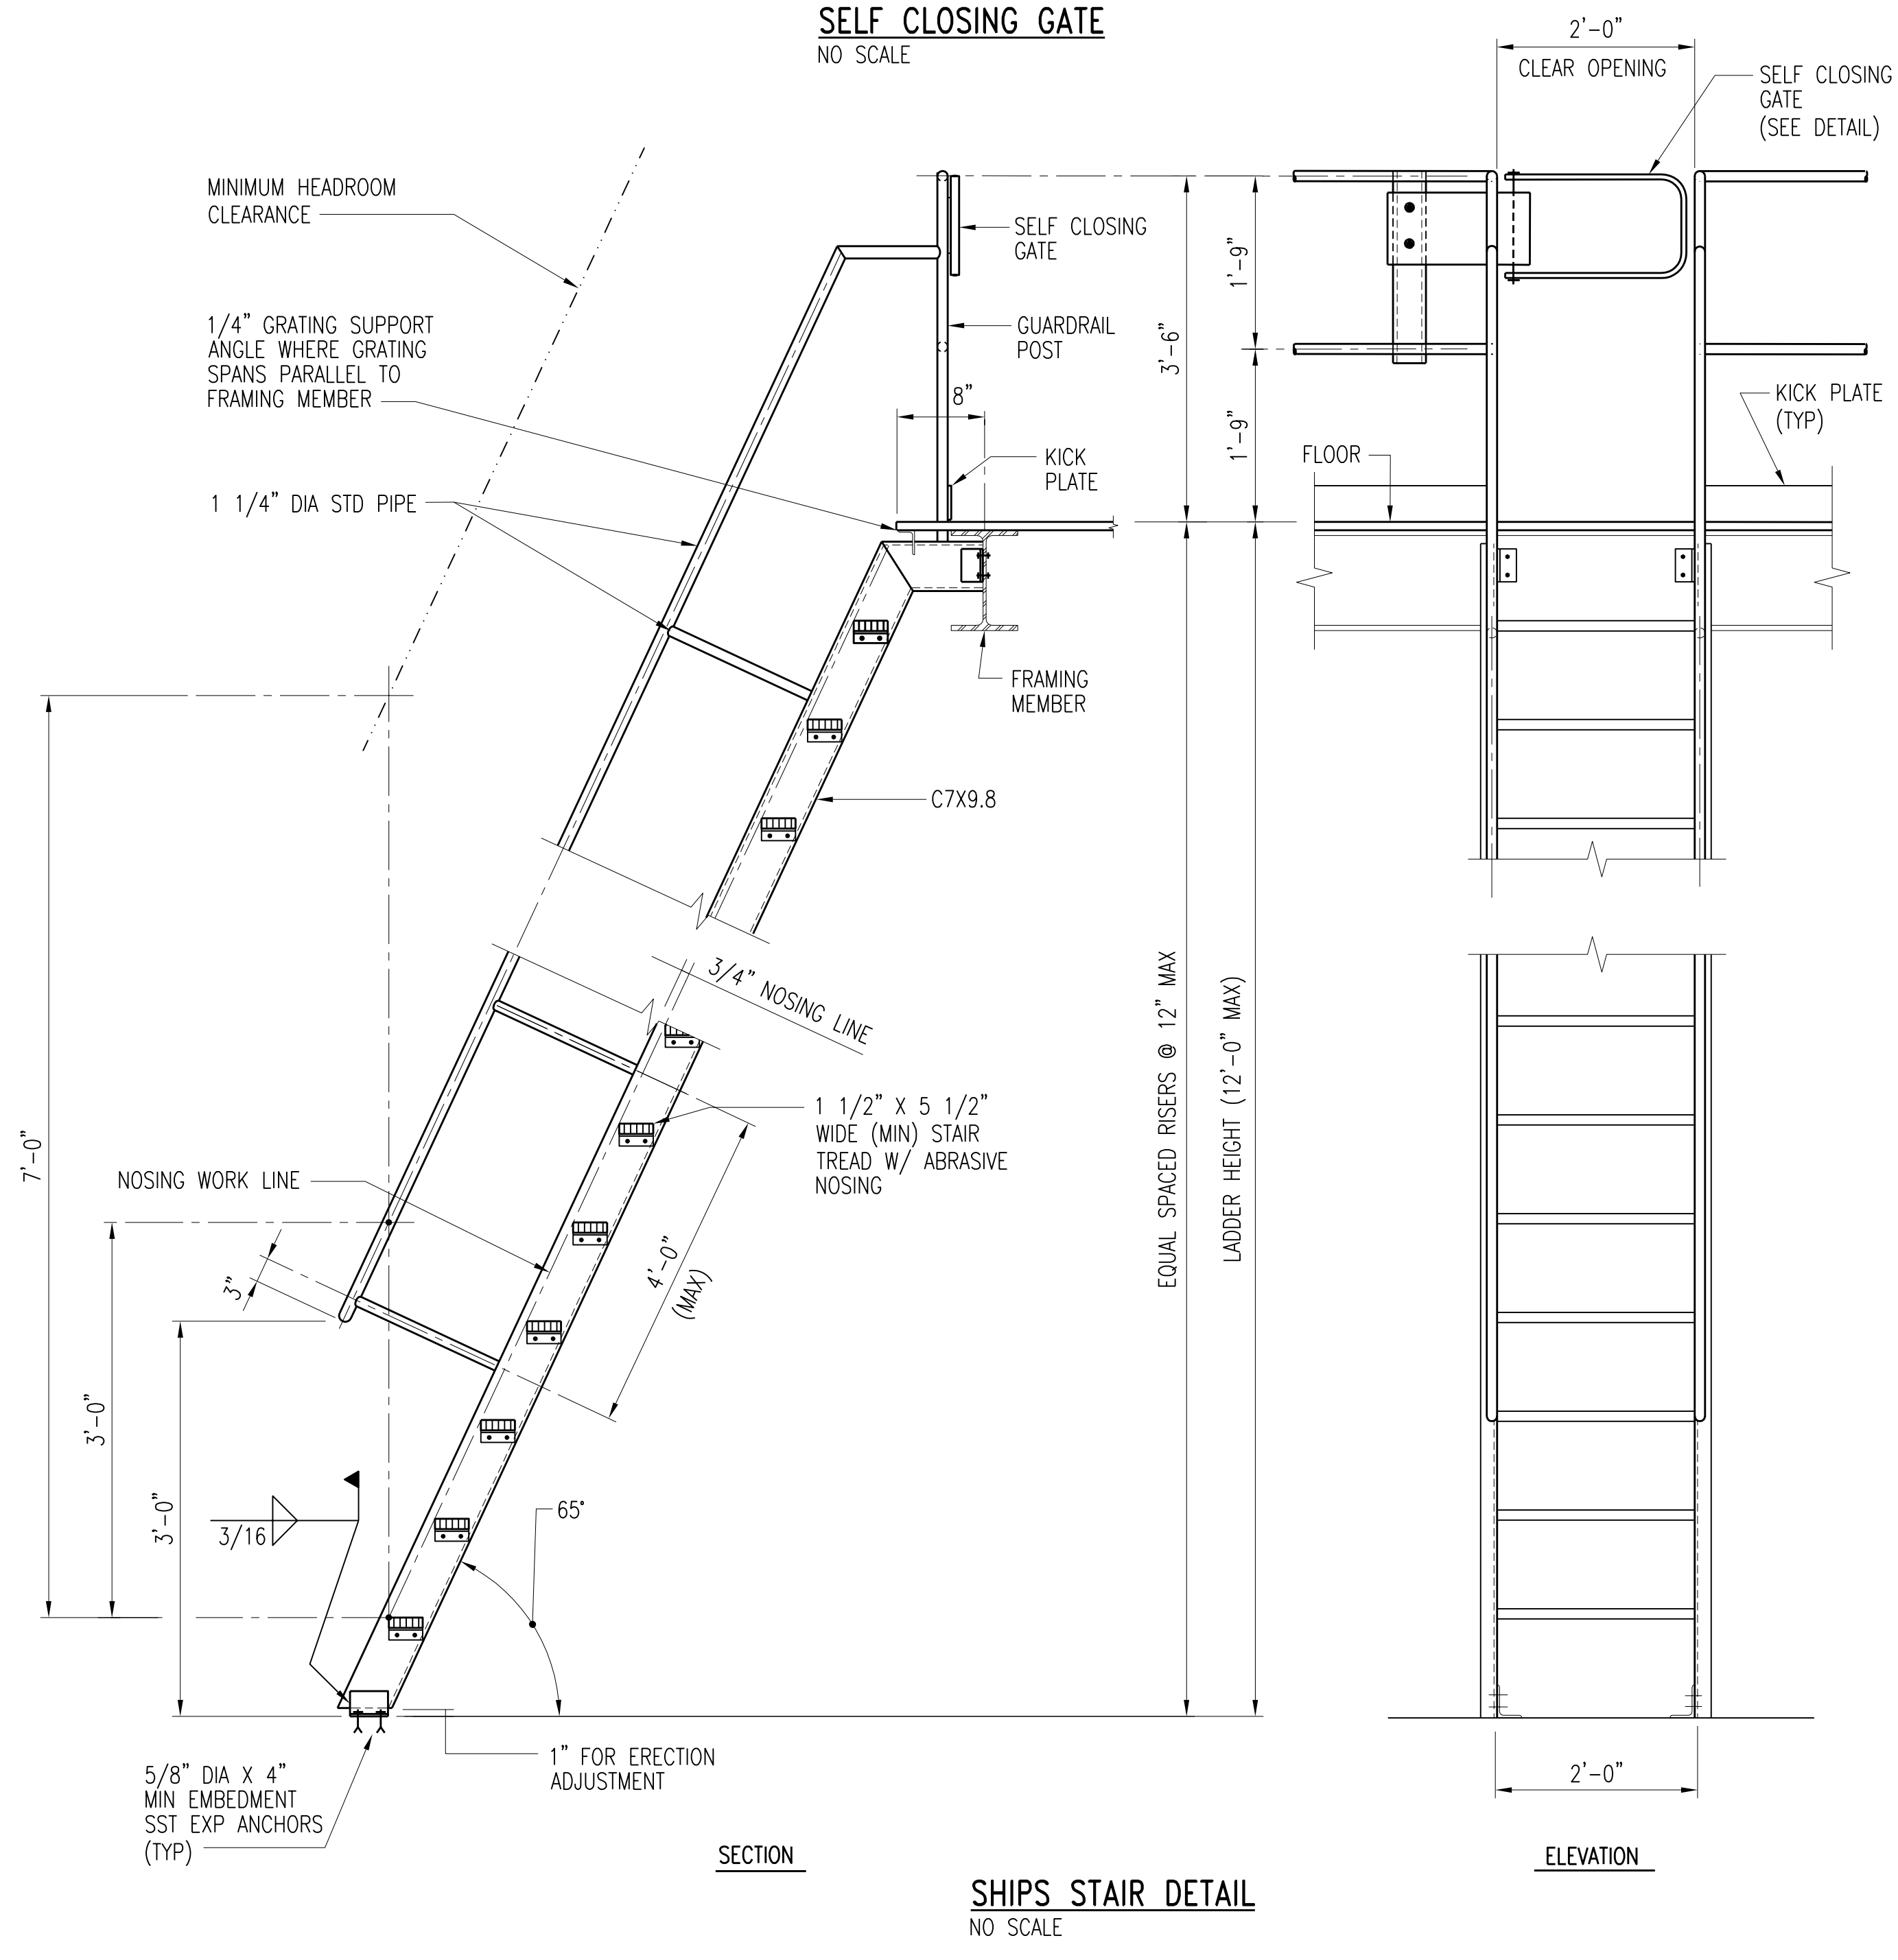 SELF CLOSING GATE
NO SCALE
2'-0"
CLEAR OPENING
SELF CLOSING
GATE
(SEE DETAIL)
MINIMUM HEADROOM
CLEARANCE
SELF CLOSING
GATE
1/4" GRATING SUPPORT
ANGLE WHERE GRATING
SPANS PARALLEL TO
FRAMING MEMBER
GUARDRAIL
POST
1'-9"
3'-6"
8"
1'-9"
KICK PLATE
(TYP)
FLOOR
KICK
PLATE
1 1/4" DIA STD PIPE
FRAMING
MEMBER
C7X9.8
3/4" NOSING LINE
EQUAL SPACED RISERS @ 12" MAX
LADDER HEIGHT (12'-0" MAX)
1 1/2" X 5 1/2"
WIDE (MIN) STAIR
TREAD W/ ABRASIVE
NOSING
7'-0"
NOSING WORK LINE
4'-0"
(MAX)
3"
3'-0"
3'-0"
65°
3/16
1" FOR ERECTION
ADJUSTMENT
5/8" DIA X 4"
MIN EMBEDMENT
SST EXP ANCHORS
(TYP)
2'-0"
SECTION
ELEVATION
SHIPS STAIR DETAIL
NO SCALE